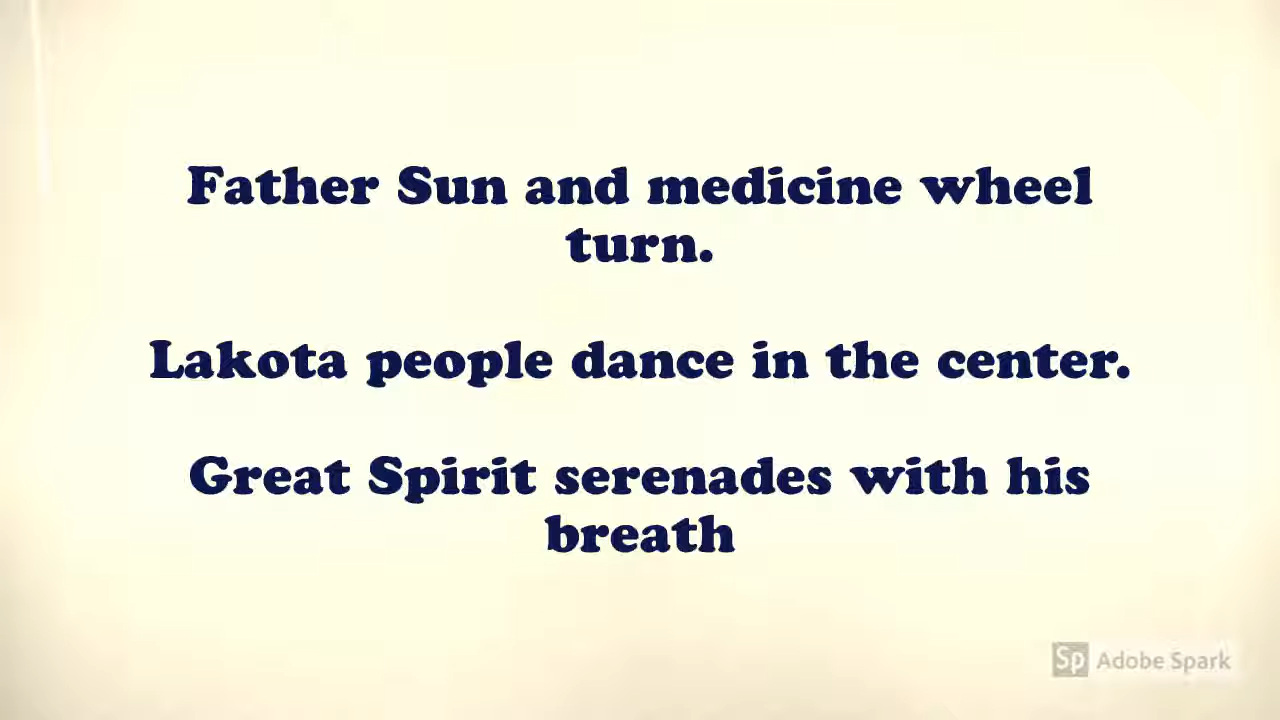 Father Sun and medicine wheel
turn.
Lakota people dance in the center.
Great Spirit serenades with his
breath
Sp Adobe Spark